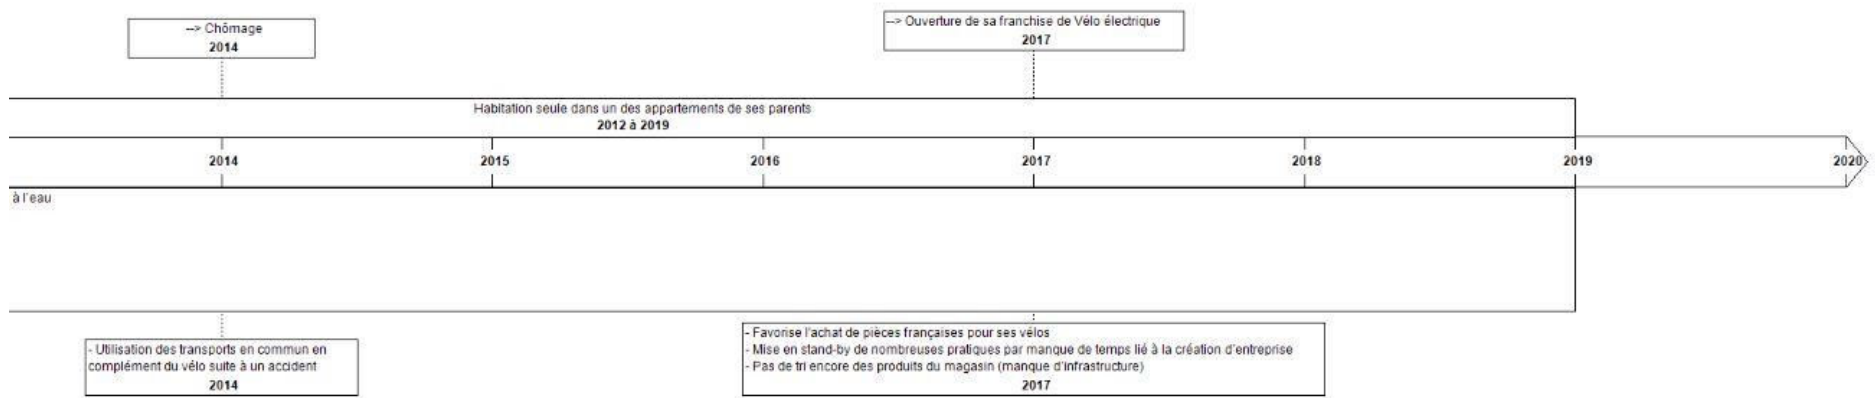 --> Chômage
2014
--> Ouverture de sa franchise de Vélo électrique
2017
Habitation seule dans un des appartements de ses parents
2012 à 2019
2014 2015 2016 2017 2018 2019 2020
à l'eau
- Utilisation des transports en commun en
complément du vélo suite à un accident
2014
- Favorise l'achat de pièces françaises pour ses vélos
- Mise en stand-by de nombreuses pratiques par manque de temps lié à la création d'entreprise
- Pas de tri encore des produits du magasin (manque d'infrastructure)
2017